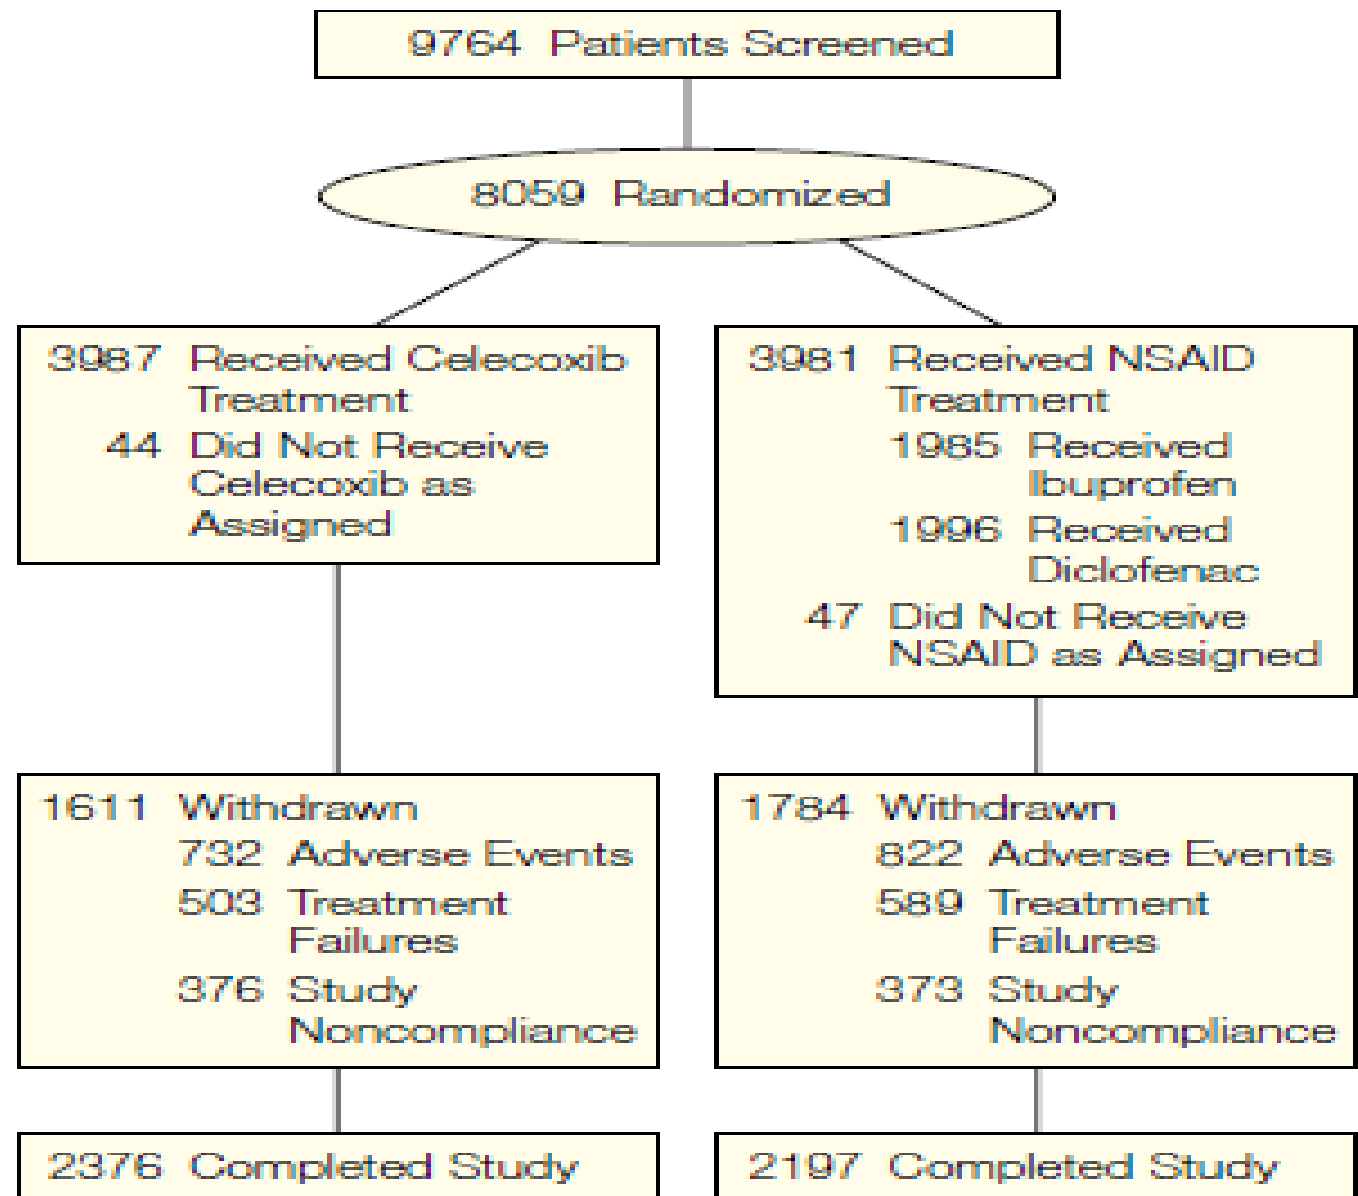 9764 Patients Screened
8059 Randomized
3987 Received Celecoxib
Treatment
44 Did Not Receive
Celecoxib as
Assigned
3981 Received NSAID
Treatment
1985 Received
Ibuprofen
1996 Received
Diclofenac
47 Did Not Receive
NSAID as Assigned
1611 Withdrawn
732 Adverse Events
503 Treatment
Failures
376 Study
Noncompliance
1784 Withdrawn
822 Adverse Events
589 Treatment
Failures
373 Study
Noncompliance
2376 Completed Study
2197 Completed Study